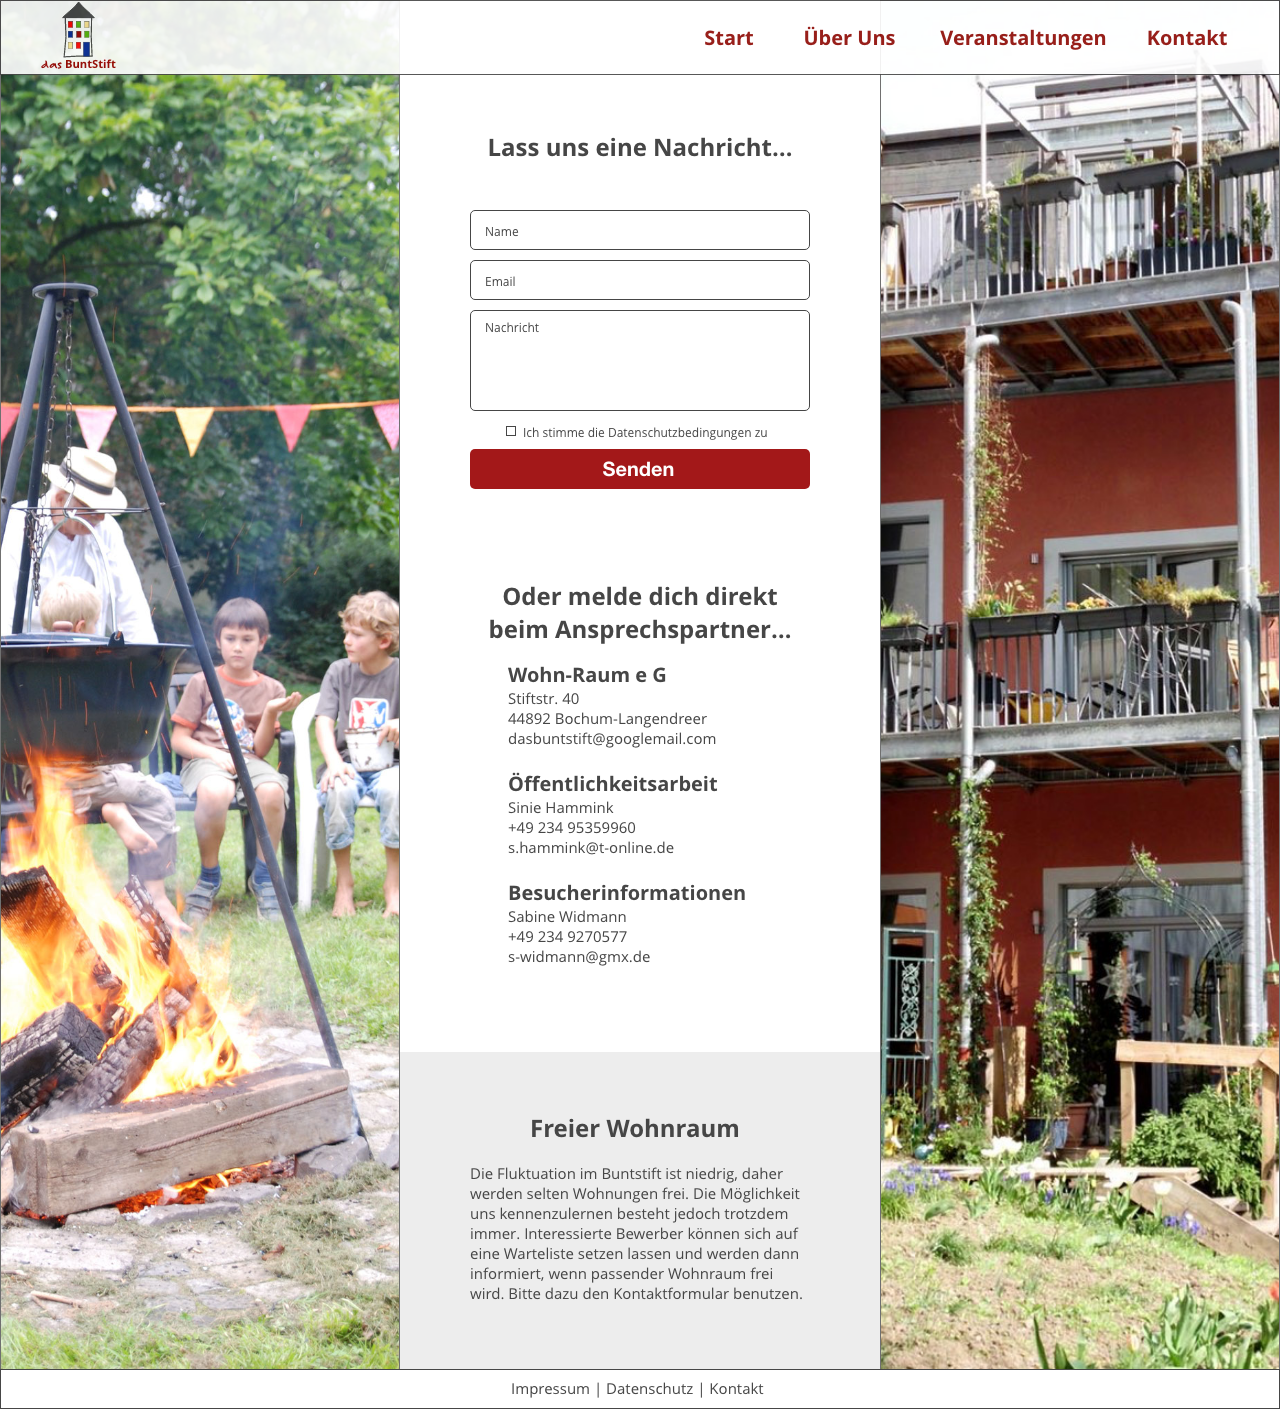 das BuntStift
Start Über Uns Veranstaltungen Kontakt
Lass uns eine Nachricht...
Name
Email
Nachricht
Ich stimme die Datenschutzbedingungen zu
Senden
Oder melde dich direkt
beim Ansprechspartner...
Wohn-Raum e G
Stiftstr. 40
44892 Bochum-Langendreer
dasbuntstift@googlemail.com
Öffentlichkeitsarbeit
Sinie Hammink
+49 234 95359960
s.hammink@t-online.de
Besucherinformationen
Sabine Widmann
+49 234 9270577
s-widmann@gmx.de
Freier Wohnraum
Die Fluktuation im Buntstift ist niedrig, daher
werden selten Wohnungen frei. Die Möglichkeit
uns kennenzulernen besteht jedoch trotzdem
immer. Interessierte Bewerber können sich auf
eine Warteliste setzen lassen und werden dann
informiert, wenn passender Wohnraum frei
wird. Bitte dazu den Kontaktformular benutzen.
Impressum | Datenschutz | Kontakt